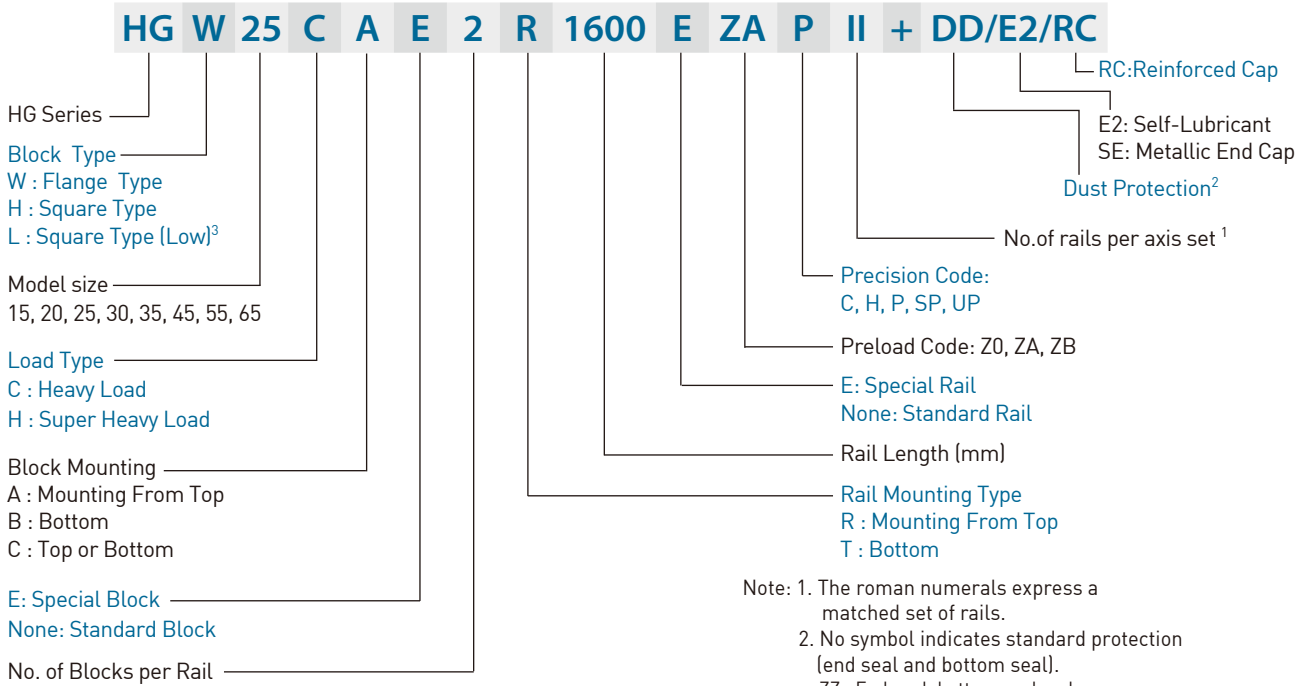 HG W 25 C A E 2 R 1600 E ZA P II + DD/E2/RC
RC:Reinforced Cap
E2: Self-Lubricant
SE: Metallic End Cap
Dust Protection2
No.of rails per axis set 1
Precision Code:
C, H, P, SP, UP
Preload Code: Z0, ZA, ZB
E: Special Rail
None: Standard Rail
Rail Length (mm)
Rail Mounting Type
R : Mounting From Top
T : Bottom
HG Series
Block Type
W : Flange Type
H : Square Type
L : Square Type (Low)3
Model size
15, 20, 25, 30, 35, 45, 55, 65
Load Type
C : Heavy Load
H : Super Heavy Load
Block Mounting
A : Mounting From Top
B : Bottom
C : Top or Bottom
E: Special Block
None: Standard Block
No. of Blocks per Rail
Note: 1. The roman numerals express a
matched set of rails.
2. No symbol indicates standard protection
(end seal and bottom seal).